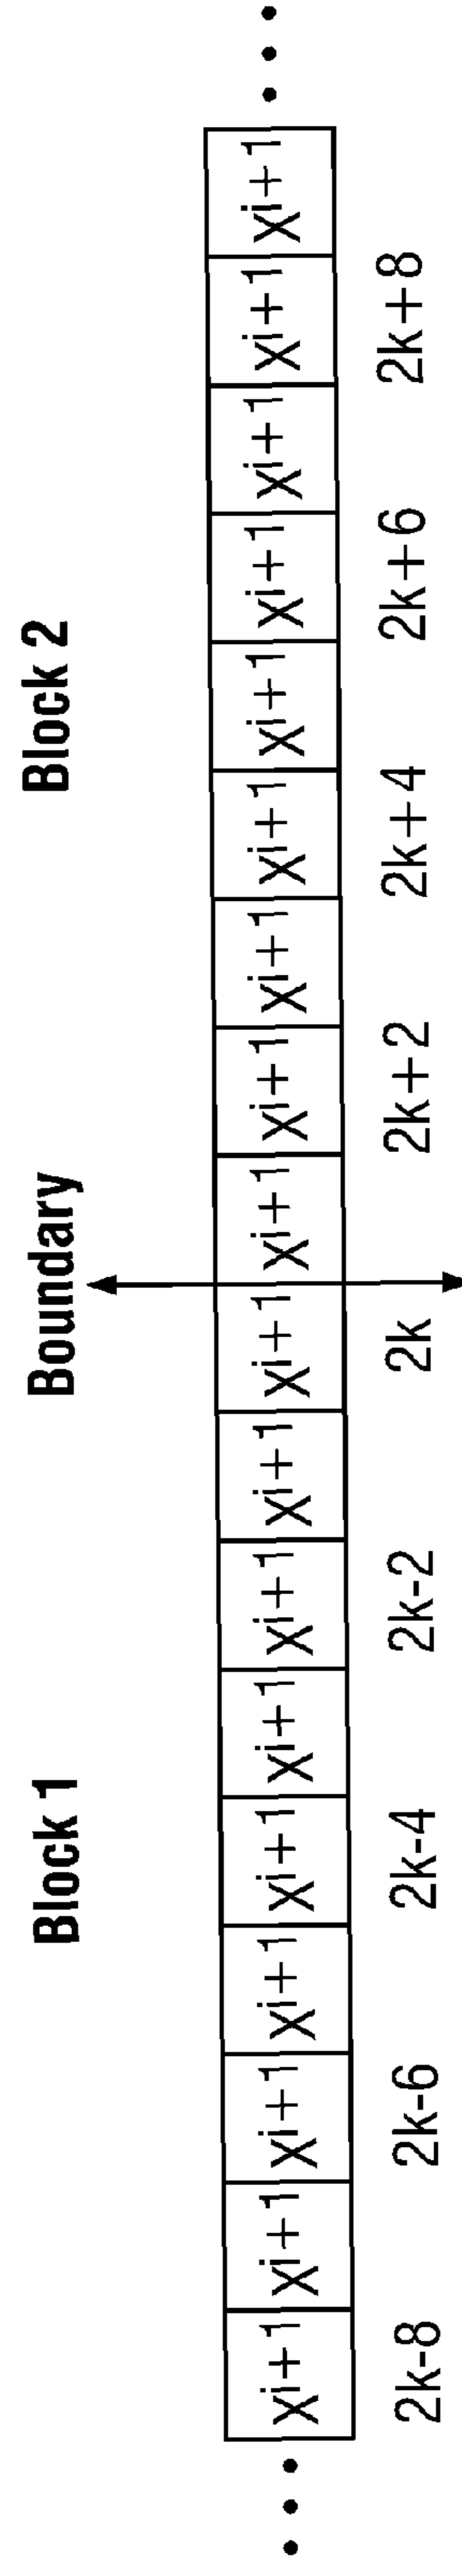 Block 1 Boundary Block 2
xⁱ⁺¹ xⁱ⁺¹ xⁱ⁺¹ xⁱ⁺¹ xⁱ⁺¹ xⁱ⁺¹ xⁱ⁺¹ xⁱ⁺¹ xⁱ⁺¹ xⁱ⁺¹ xⁱ⁺¹ xⁱ⁺¹ xⁱ⁺¹ xⁱ⁺¹ xⁱ⁺¹ xⁱ⁺¹ xⁱ⁺¹ xⁱ⁺¹
2k-8 2k-6 2k-4 2k-2 2k 2k+2 2k+4 2k+6 2k+8